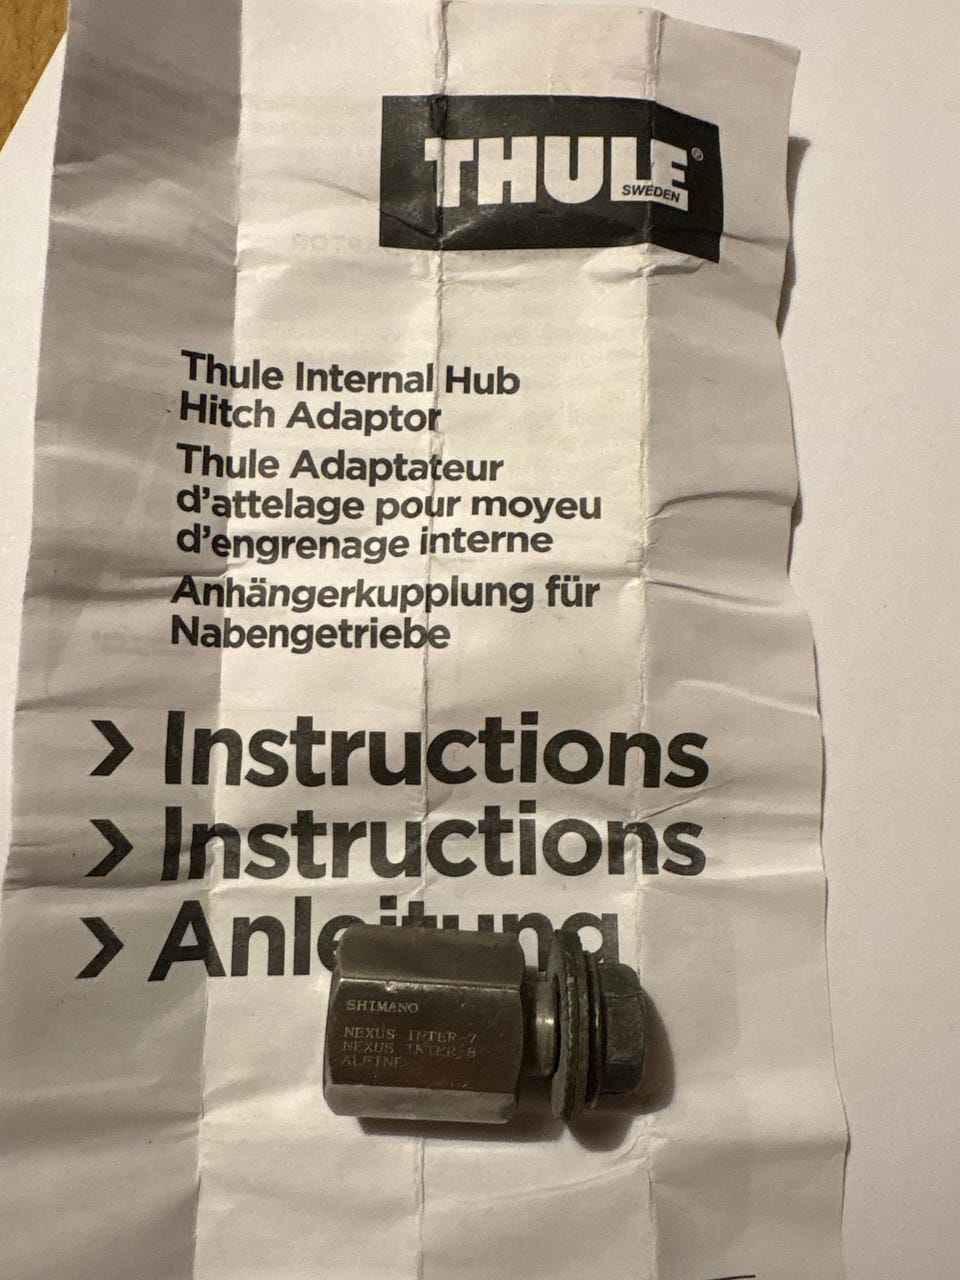 THULE®
SWEDEN
Thule Internal Hub
Hitch Adaptor
Thule Adaptateur
d'attelage pour moyeu
d'engrenage interne
Anhängerkupplung für
Nabengetriebe
> Instructions
> Instructions
> Anleitung
SHIMANO
NEXUS INTER-7
NEXUS INTER-8
ALFINE